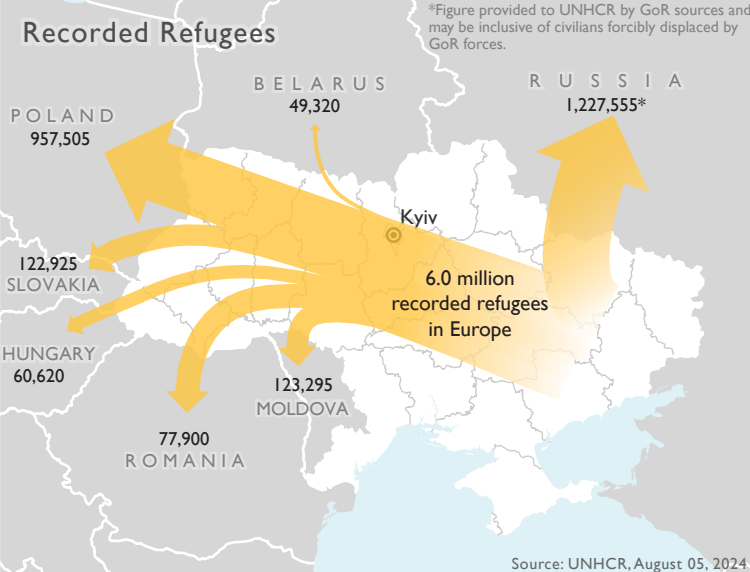 Recorded Refugees
*Figure provided to UNHCR by GoR sources and
may be inclusive of civilians forcibly displaced by
GoR forces.
BELARUS
49,320
RUSSIA
1,227,555*
POLAND
957,505
Kyiv
6.0 million
recorded refugees
in Europe
122,925
SLOVAKIA
HUNGARY
60,620
123,295
MOLDOVA
77,900
ROMANIA
Source: UNHCR, August 05, 2024